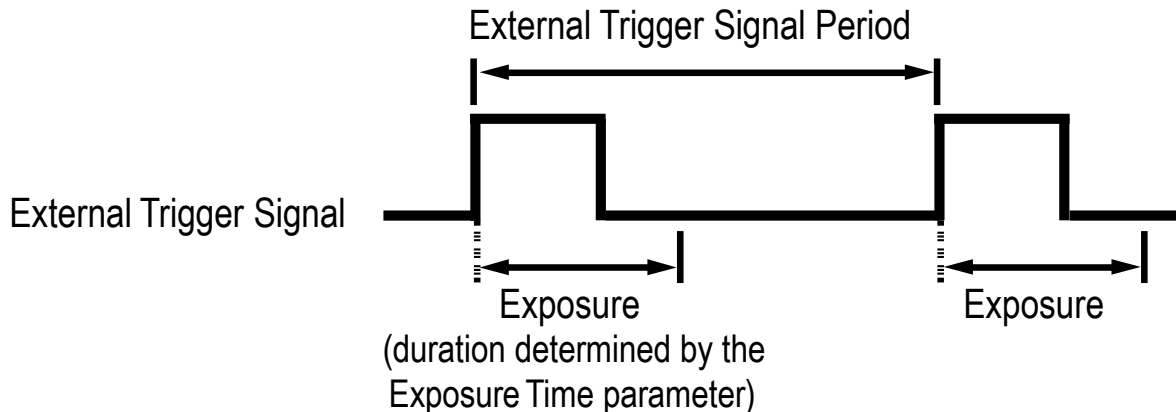 External Trigger Signal Period
External Trigger Signal
Exposure
(duration determined by the
Exposure Time parameter)
Exposure